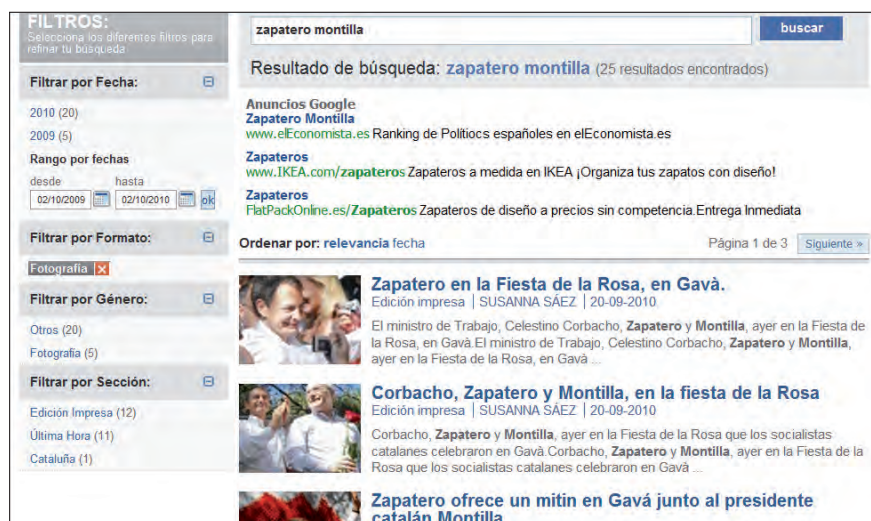 FILTROS:
Selecciona los diferentes filtros para
refinar tu búsqueda
Filtrar por Fecha:
2010 (20)
2009 (5)
Rango por fechas
desde hasta
02/10/2009 02/10/2010 ok
Filtrar por Formato:
Fotografía X
Filtrar por Género:
Otros (20)
Fotografía (5)
Filtrar por Sección:
Edición Impresa (12)
Última Hora (11)
Cataluña (1)
zapatero montilla buscar
Resultado de búsqueda: zapatero montilla (25 resultados encontrados)
Anuncios Google
Zapatero Montilla
www.elEconomista.es Ranking de Politiocs españoles en elEconomista.es
Zapateros
www.IKEA.com/zapateros Zapateros a medida en IKEA ¡Organiza tus zapatos con diseño!
Zapateros
FlatPackOnline.es/Zapateros Zapateros de diseño a precios sin competencia.Entrega Inmediata
Ordenar por: relevancia fecha Página 1 de 3 Siguiente »
Zapatero en la Fiesta de la Rosa, en Gavà.
Edición impresa | SUSANNA SÁEZ | 20-09-2010
El ministro de Trabajo, Celestino Corbacho, Zapatero y Montilla, ayer en la Fiesta de
la Rosa, en Gavà.El ministro de Trabajo, Celestino Corbacho, Zapatero y Montilla,
ayer en la Fiesta de la Rosa, en Gavà ...
Corbacho, Zapatero y Montilla, en la fiesta de la Rosa
Edición impresa | SUSANNA SÁEZ | 20-09-2010
Corbacho, Zapatero y Montilla, ayer en la Fiesta de la Rosa que los socialistas
catalanes celebraron en Gavà.Corbacho, Zapatero y Montilla, ayer en la Fiesta de la
Rosa que los socialistas catalanes celebraron en Gavà ...
Zapatero ofrece un mitin en Gavá junto al presidente
catalán Montilla